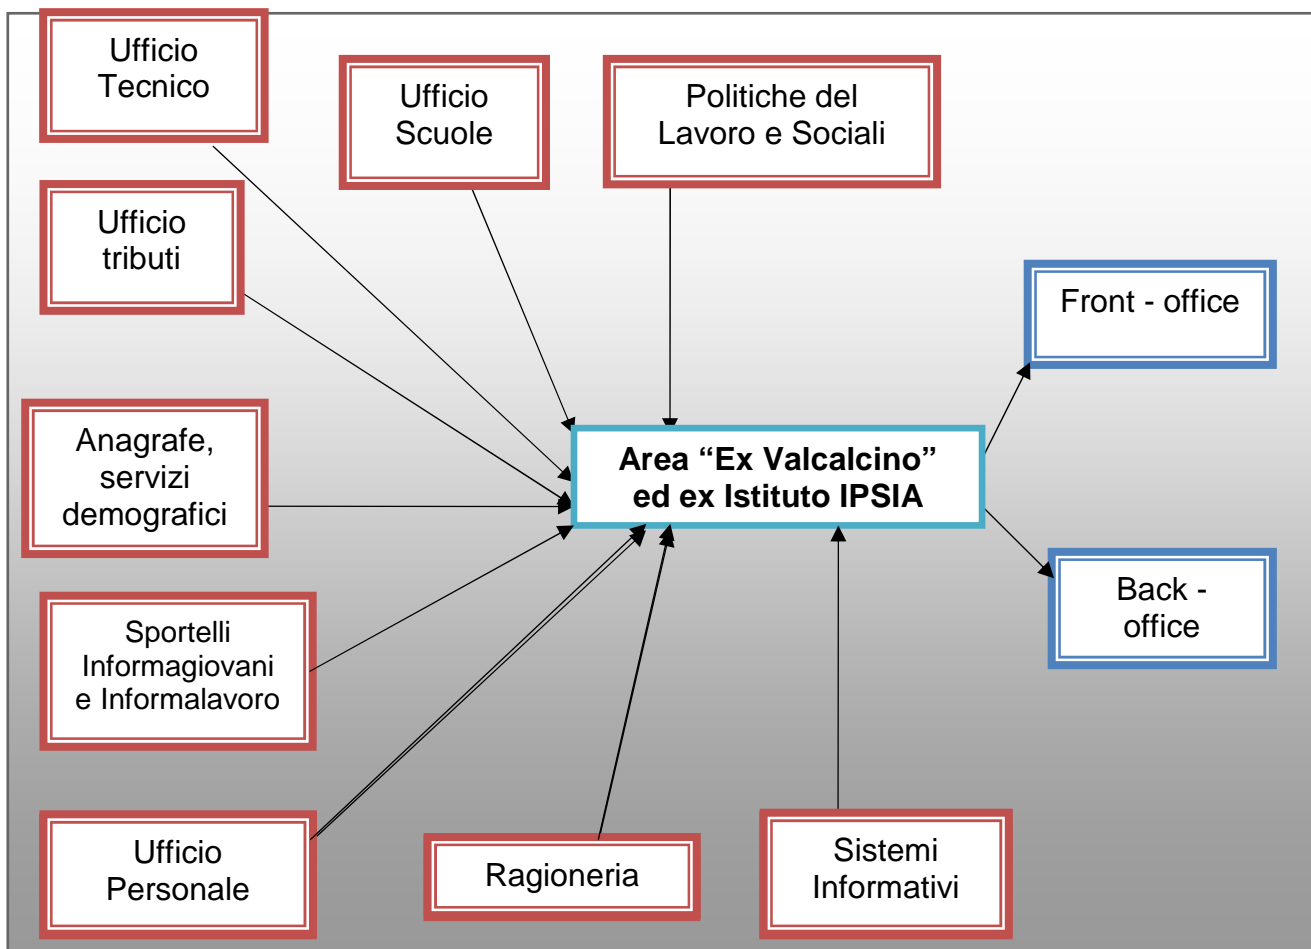 Ufficio
Tecnico
Ufficio
Scuole
Politiche del
Lavoro e Sociali
Ufficio
tributi
Front - office
Anagrafe,
servizi
demografici
Area “Ex Valcalcino”
ed ex Istituto IPSIA
Back -
office
Sportelli
Informagiovani
e Informalavoro
Ufficio
Personale
Ragioneria
Sistemi
Informativi